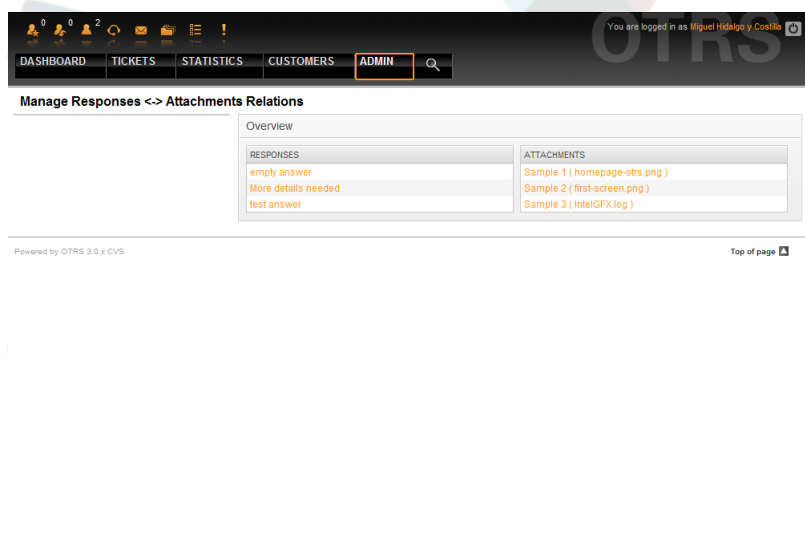 0 0 2
You are logged in as Miguel Hidalgo y Costilla
OTRS
DASHBOARD TICKETS STATISTICS CUSTOMERS ADMIN
Manage Responses <-> Attachments Relations
Overview
RESPONSES ATTACHMENTS
empty answer Sample 1 ( homepage-otrs.png )
More details needed Sample 2 ( first-screen.png )
test answer Sample 3 ( IntelGFX.log )
Powered by OTRS 3.0.x CVS Top of page